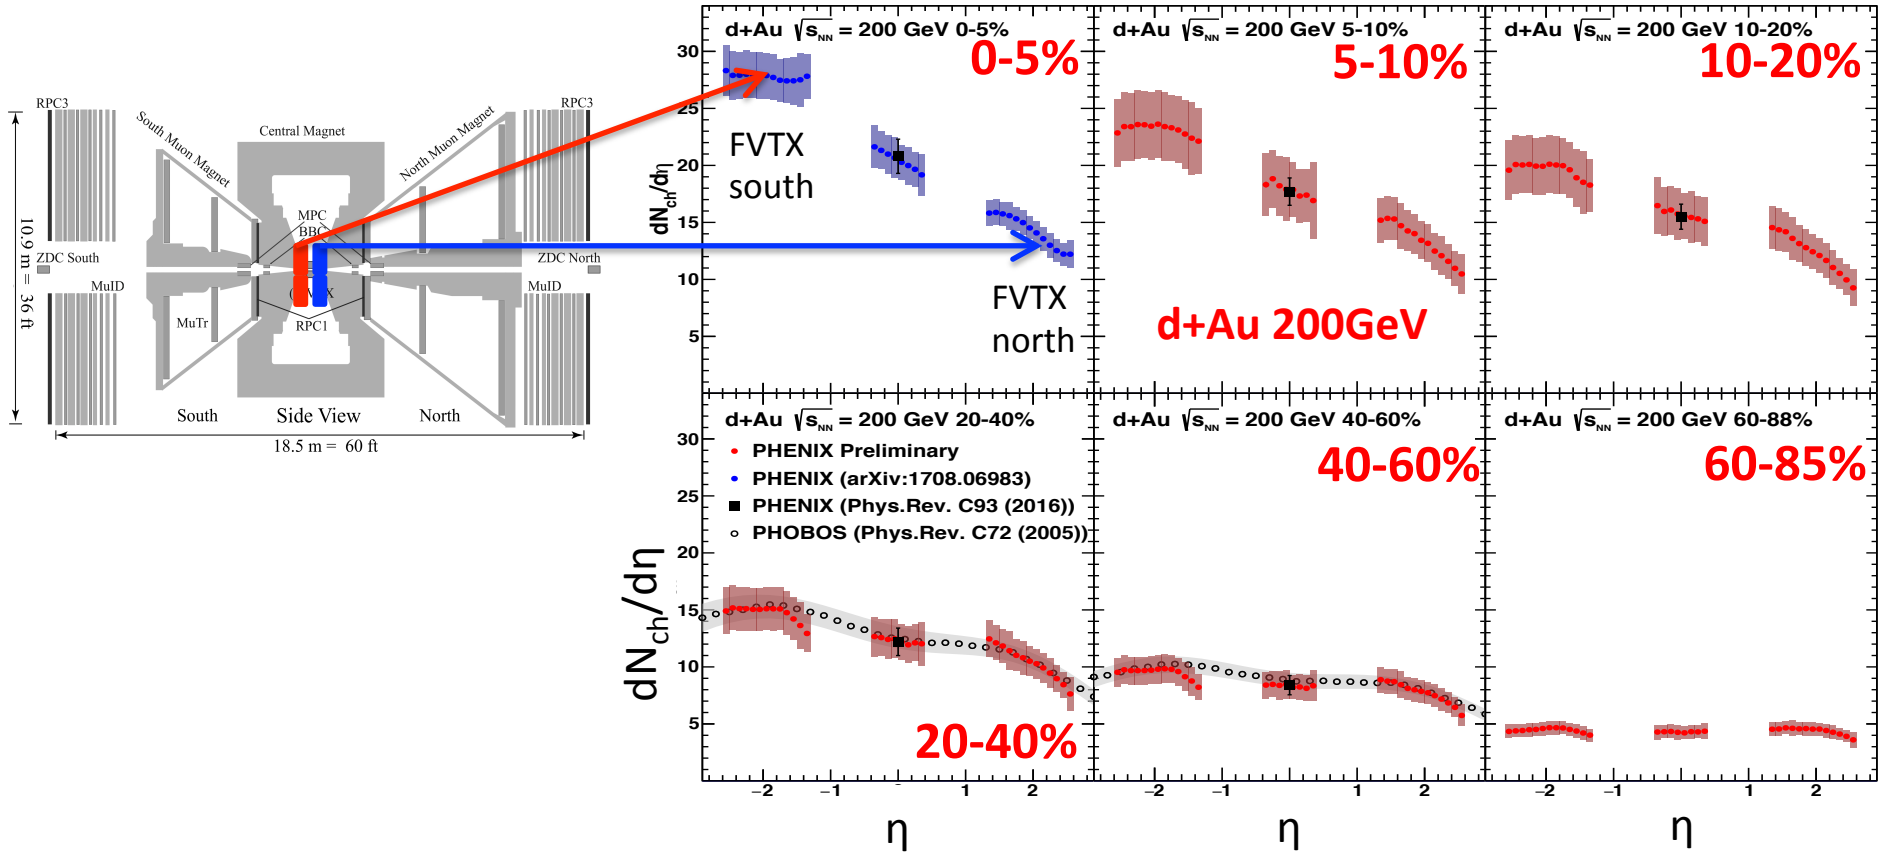 RPC3
RPC3
South Muon Magnet
Central Magnet
North Muon Magnet
MPC
BBC
ZDC South
ZDC North
10.9 m = 36 ft
MuID
MuID
MuTr
RPC1
South
Side View
North
18.5 m = 60 ft
d+Au √sNN = 200 GeV 0-5%
0-5%
FVTX
south
FVTX
north
dNch/dη
30
25
20
15
10
5
d+Au √sNN = 200 GeV 5-10%
5-10%
d+Au 200GeV
d+Au √sNN = 200 GeV 10-20%
10-20%
d+Au √sNN = 200 GeV 20-40%
PHENIX Preliminary
PHENIX (arXiv:1708.06983)
PHENIX (Phys.Rev. C93 (2016))
PHOBOS (Phys.Rev. C72 (2005))
20-40%
dNch/dη
30
25
20
15
10
5
d+Au √sNN = 200 GeV 40-60%
40-60%
d+Au √sNN = 200 GeV 60-88%
60-85%
−2 −1 0 1 2
−2 −1 0 1 2
−2 −1 0 1 2
η
η
η